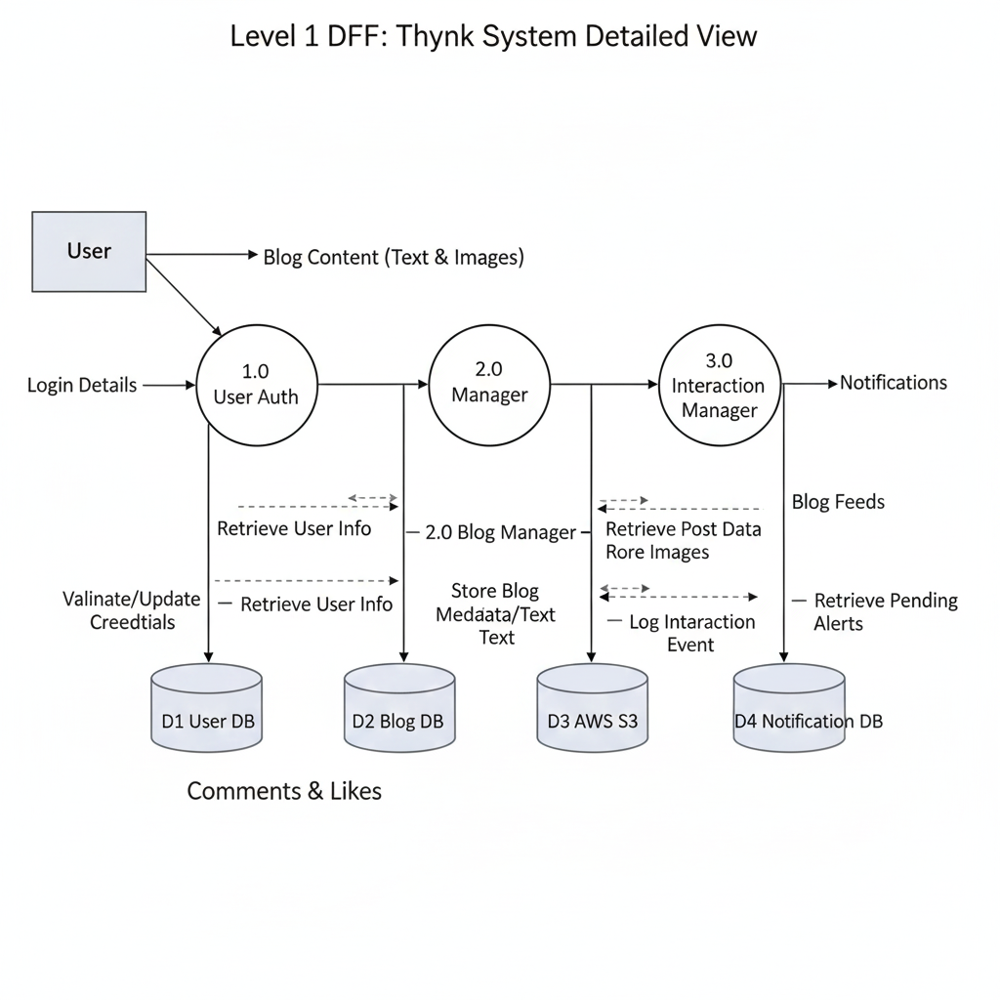 Level 1 DFF: Thynk System Detailed View
User
Blog Content (Text & Images)
Login Details
1.0
User Auth
2.0
Manager
3.0
Interaction
Manager
Notifications
Blog Feeds
Retrieve User Info
– 2.0 Blog Manager –
Retrieve Post Data
Rore Images
Valinate/Update
Creedtials
– Retrieve User Info
Store Blog
Medaata/Text
Text
– Log Intaraction
Event
– Retrieve Pending
Alerts
D1 User DB
D2 Blog DB
D3 AWS S3
D4 Notification DB
Comments & Likes